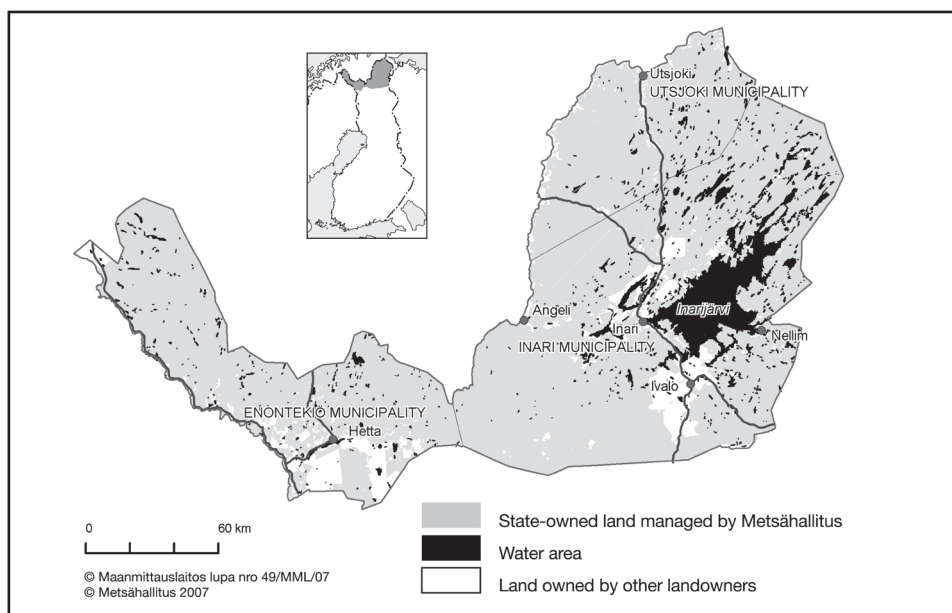 Utsjoki
UTSJOKI MUNICIPALITY
Inarijärvi
Angeli
Inari
Nellim
INARI MUNICIPALITY
Ivalo
ENONTEKIÖ MUNICIPALITY
Hetta
0 60 km
State-owned land managed by Metsähallitus
Water area
Land owned by other landowners
© Maanmittauslaitos lupa nro 49/MML/07
© Metsähallitus 2007